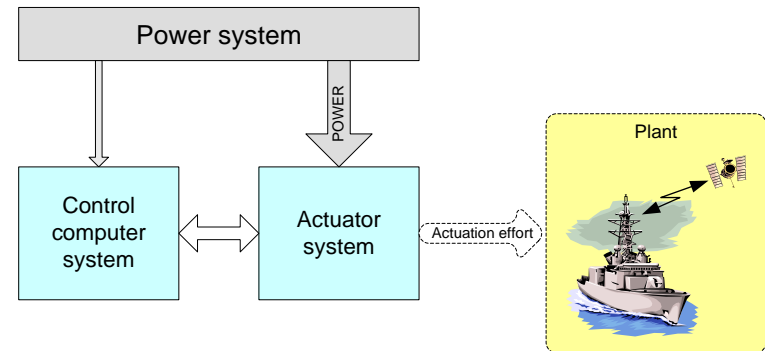 Power system
POWER
Plant
Control
computer
system
Actuator
system
Actuation effort